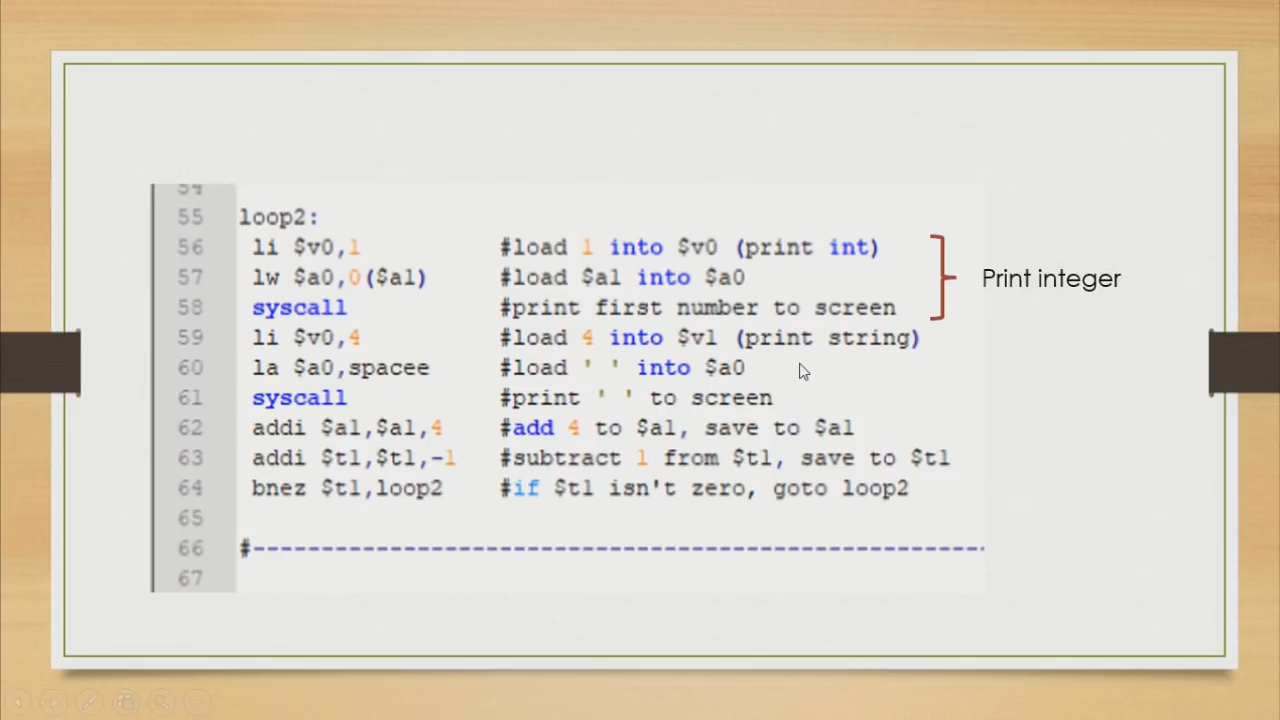 54
55 loop2:
56 li $v0,1 #load 1 into $v0 (print int)
57 lw $a0,0($a1) #load $a1 into $a0
58 syscall #print first number to screen
59 li $v0,4 #load 4 into $v1 (print string)
60 la $a0,spacee #load ' ' into $a0
61 syscall #print ' ' to screen
62 addi $a1,$a1,4 #add 4 to $a1, save to $a1
63 addi $t1,$t1,-1 #subtract 1 from $t1, save to $t1
64 bnez $t1,loop2 #if $t1 isn't zero, goto loop2
65
66 #------------------------------------------------------
67
Print integer